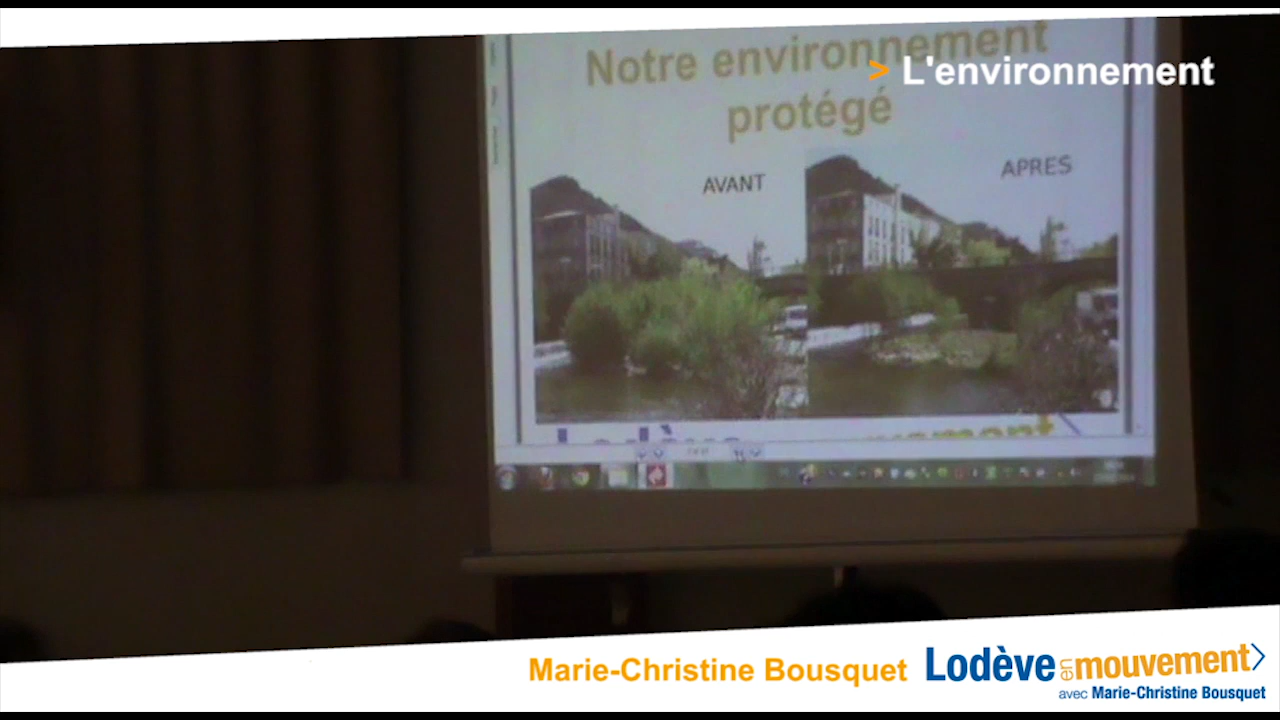 Notre environnement
> L'environnement
protégé
AVANT
APRES
Marie-Christine Bousquet
Lodève en mouvement
avec Marie-Christine Bousquet